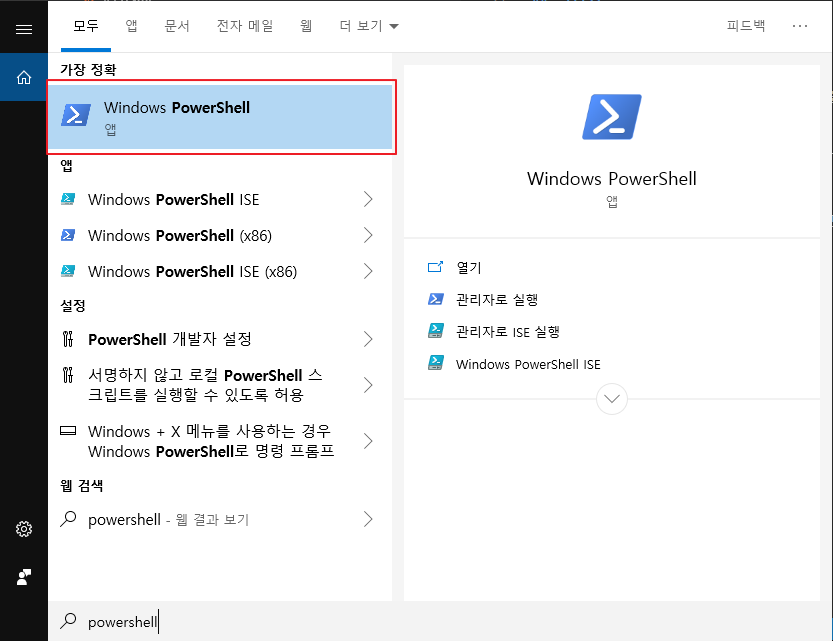 모두 앱 문서 전자 메일 웹 더 보기 피드백 ...
가장 정확
Windows PowerShell
앱
앱
Windows PowerShell ISE
Windows PowerShell (x86)
Windows PowerShell ISE (x86)
설정
PowerShell 개발자 설정
서명하지 않고 로컬 PowerShell 스
크립트를 실행할 수 있도록 허용
Windows + X 메뉴를 사용하는 경우
Windows PowerShell로 명령 프롬프
웹 검색
powershell - 웹 결과 보기
powershell
Windows PowerShell
앱
열기
관리자로 실행
관리자로 ISE 실행
Windows PowerShell ISE